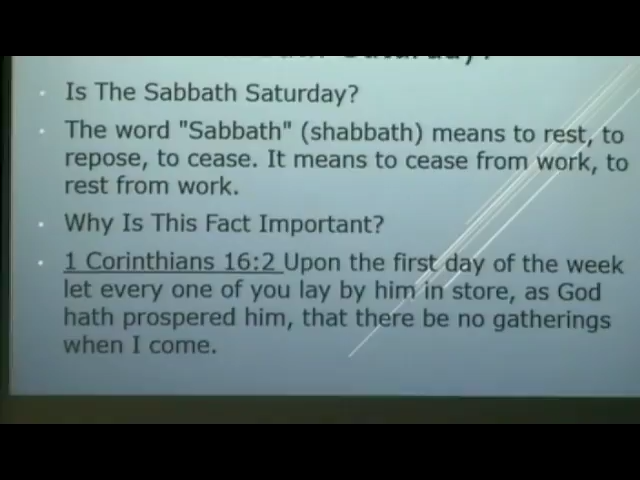 Saturday?
• Is The Sabbath Saturday?
• The word "Sabbath" (shabbath) means to rest, to
repose, to cease. It means to cease from work, to
rest from work.
• Why Is This Fact Important?
• 1 Corinthians 16:2 Upon the first day of the week
let every one of you lay by him in store, as God
hath prospered him, that there be no gatherings
when I come.